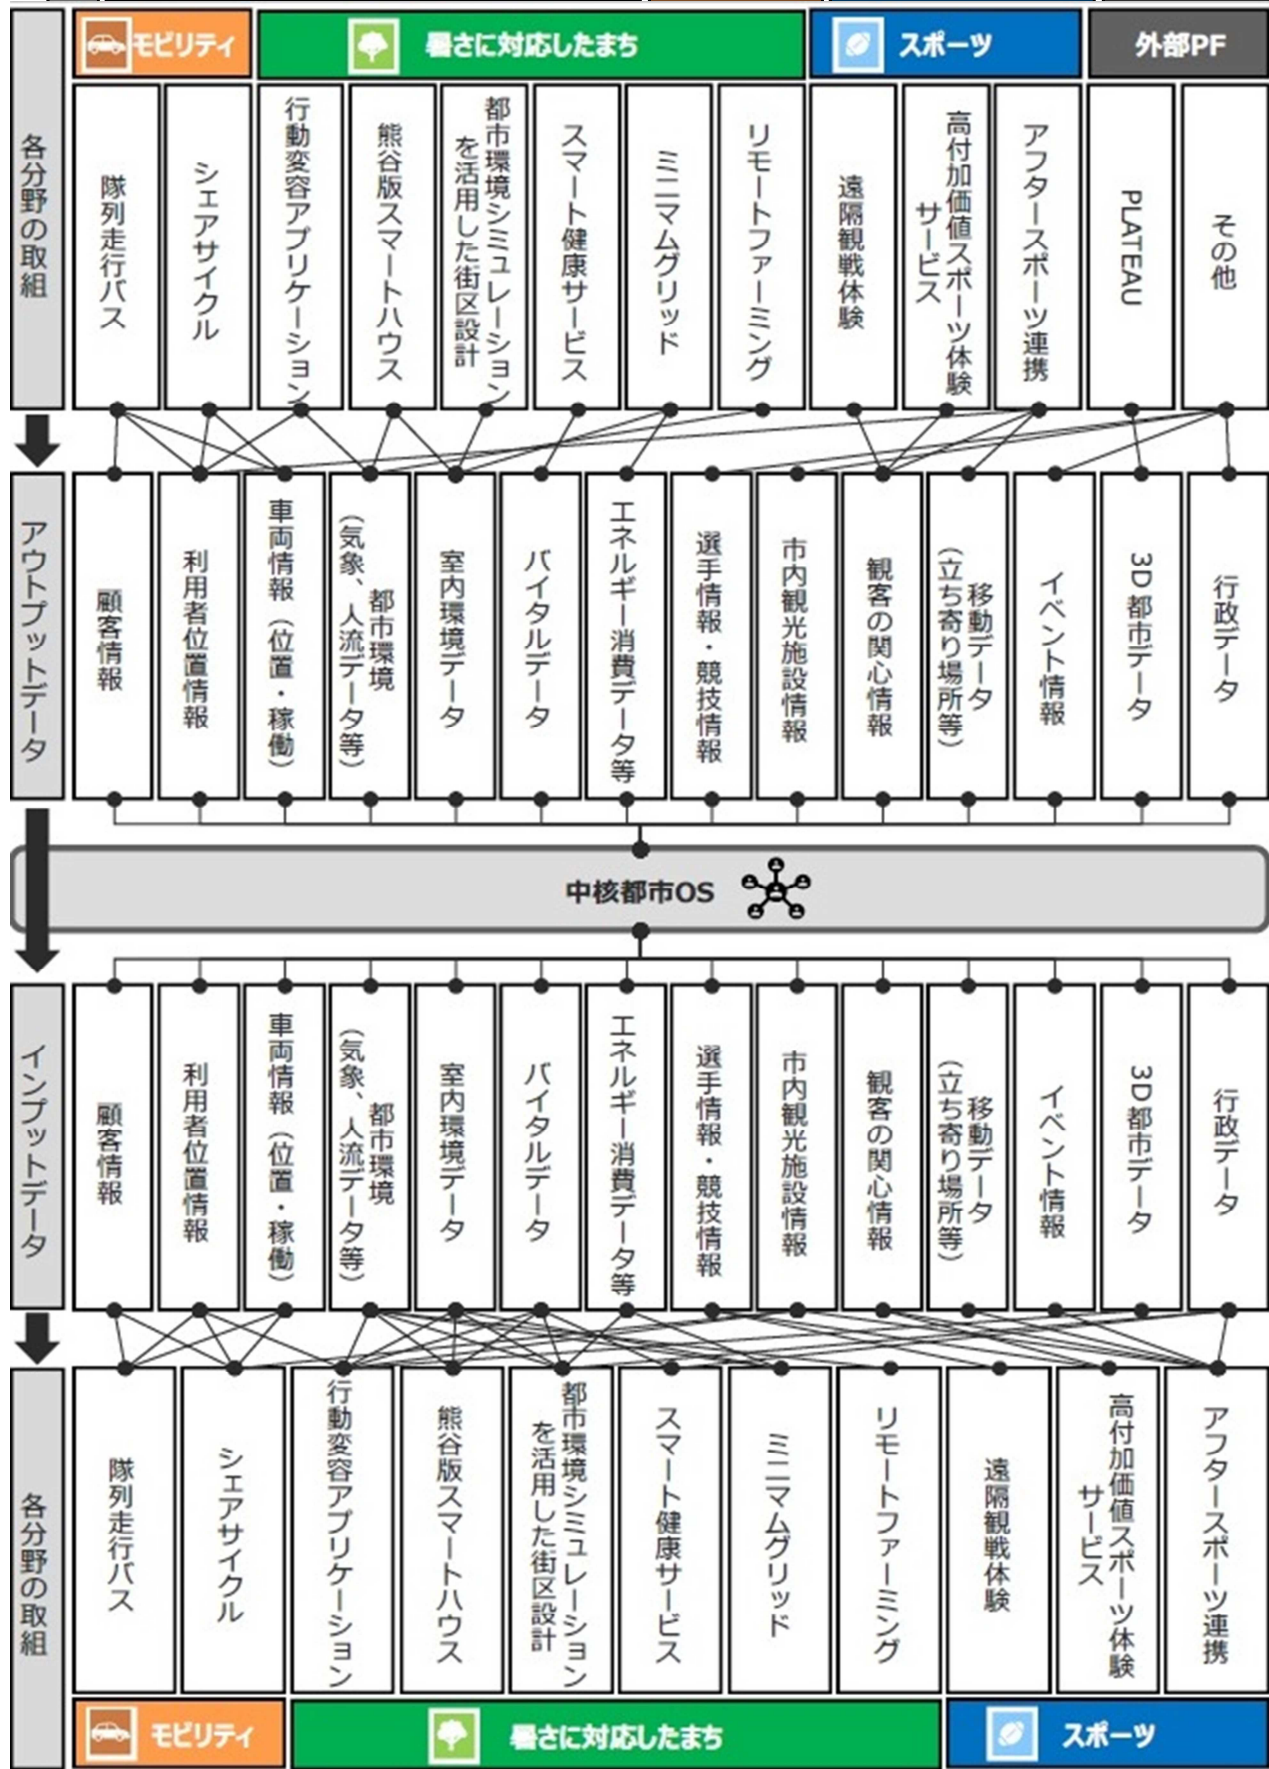 モビリティ
暑さに対応したまち
スポーツ
外部PF
各分野の取組
隊列走行バス
シェアサイクル
行動変容アプリケーション
熊谷版スマートハウス
都市環境シミュレーション
を活用した街区設計
スマート健康サービス
ミニマムグリッド
リモートファーミング
遠隔観戦体験
高付加価値スポーツ体験
サービス
アフタースポーツ連携
PLATEAU
その他
アウトプットデータ
顧客情報
利用者位置情報
車両情報（位置・稼働）
都市環境
（気象、人流データ等）
室内環境データ
バイタルデータ
エネルギー消費データ等
選手情報・競技情報
市内観光施設情報
観客の関心情報
移動データ
（立ち寄り場所等）
イベント情報
3D都市データ
行政データ
中核都市OS
インプットデータ
顧客情報
利用者位置情報
車両情報（位置・稼働）
都市環境
（気象、人流データ等）
室内環境データ
バイタルデータ
エネルギー消費データ等
選手情報・競技情報
市内観光施設情報
観客の関心情報
移動データ
（立ち寄り場所等）
イベント情報
3D都市データ
行政データ
各分野の取組
隊列走行バス
シェアサイクル
行動変容アプリケーション
熊谷版スマートハウス
都市環境シミュレーション
を活用した街区設計
スマート健康サービス
ミニマムグリッド
リモートファーミング
遠隔観戦体験
高付加価値スポーツ体験
サービス
アフタースポーツ連携
モビリティ
暑さに対応したまち
スポーツ